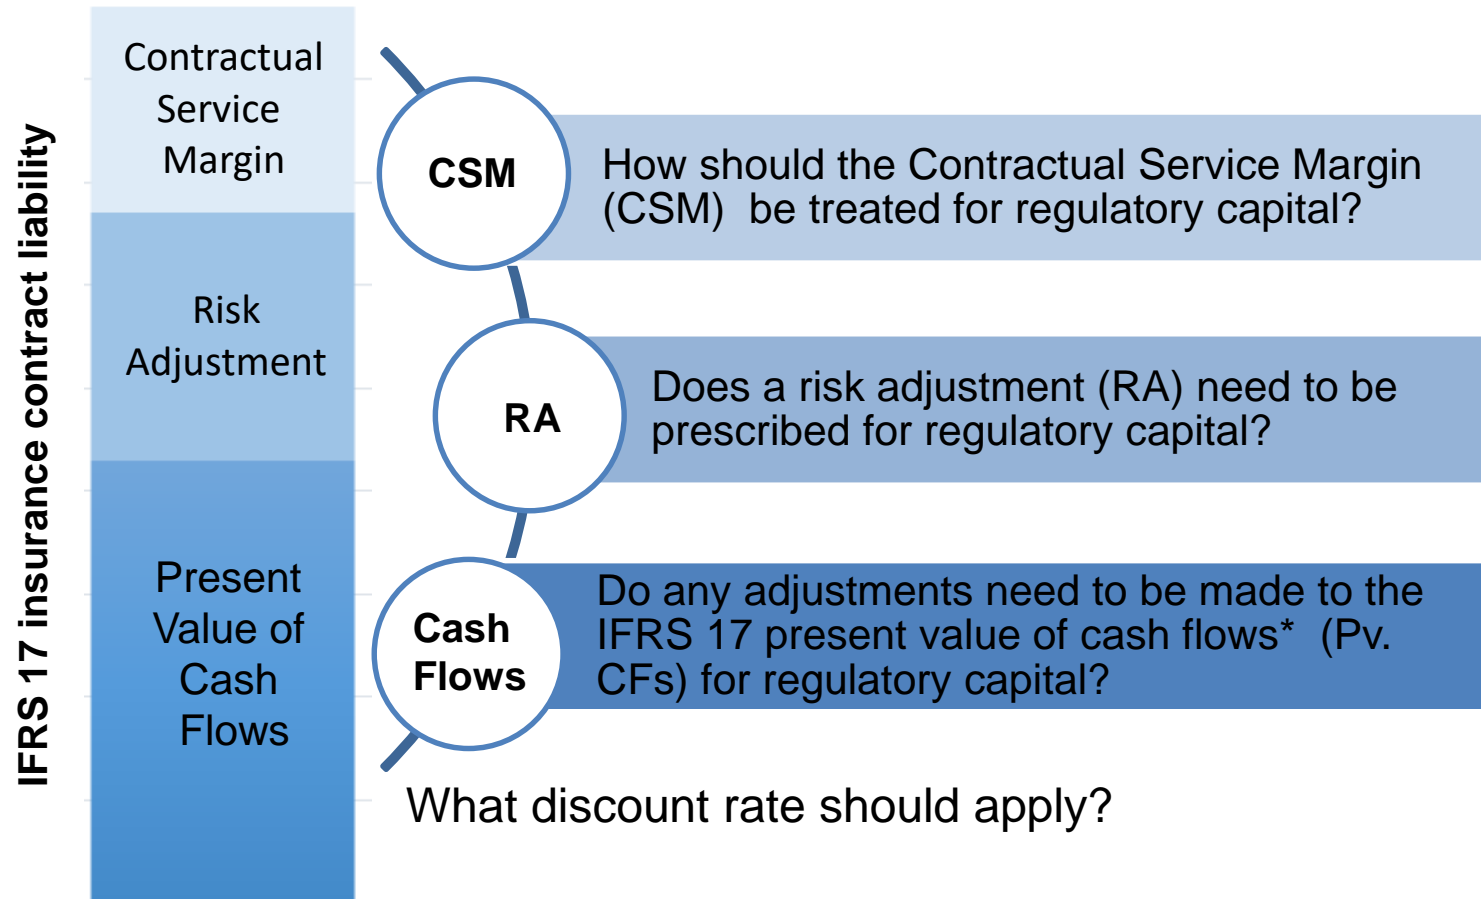 IFRS 17 insurance contract liability
Contractual
Service
Margin
Risk
Adjustment
Present
Value of
Cash
Flows
CSM
How should the Contractual Service Margin
(CSM)  be treated for regulatory capital?
RA
Does a risk adjustment (RA) need to be
prescribed for regulatory capital?
Cash
Flows
Do any adjustments need to be made to the
IFRS 17 present value of cash flows*  (Pv.
CFs) for regulatory capital?
What discount rate should apply?